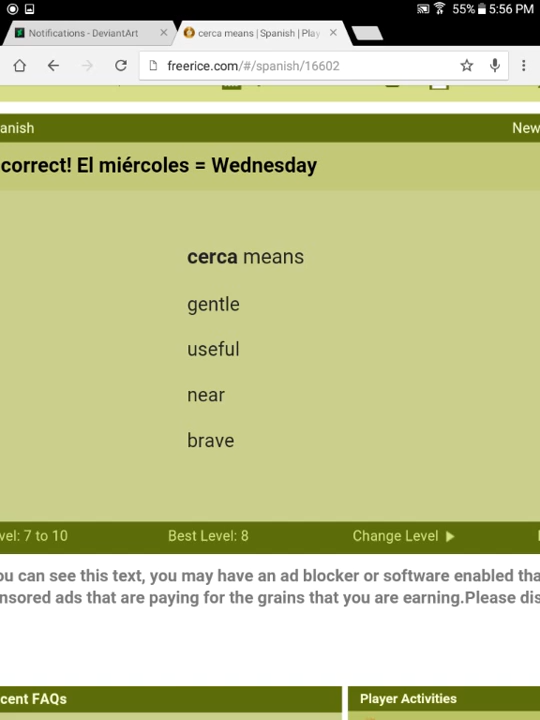 55% 5:56 PM
Notifications - DeviantArt × cerca means | Spanish | Play ×
freerice.com/#/spanish/16602
anish New
correct! El miércoles = Wednesday
cerca means
gentle
useful
near
brave
vel: 7 to 10 Best Level: 8 Change Level ▶
ou can see this text, you may have an ad blocker or software enabled tha
nsored ads that are paying for the grains that you are earning.Please dis
cent FAQs Player Activities